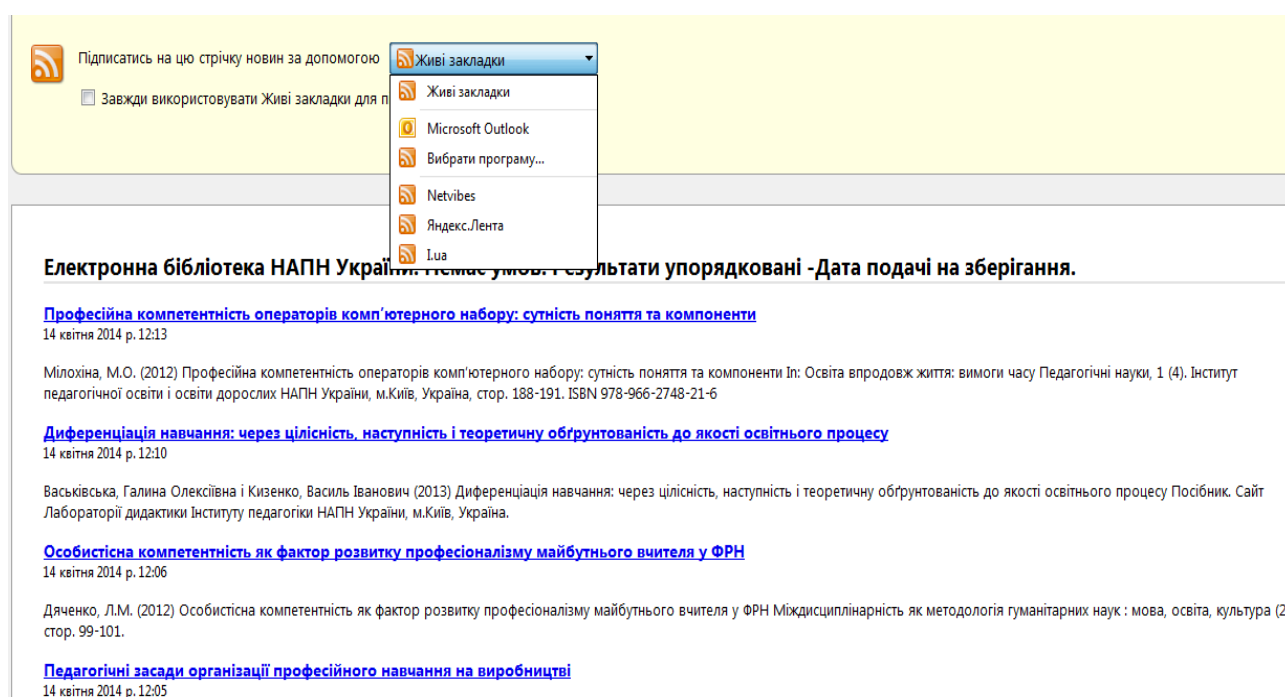 Підписатись на цю стрічку новин за допомогою Живі закладки
Завжди використовувати Живі закладки для п
Живі закладки
Microsoft Outlook
Вибрати програму...
Netvibes
Яндекс.Лента
I.ua
Електронна бібліотека НАПН України. Немає умов. Результати упорядковані -Дата подачі на зберігання.
Професійна компетентність операторів комп’ютерного набору: сутність поняття та компоненти
14 квітня 2014 р. 12:13
Мілохіна, М.О. (2012) Професійна компетентність операторів комп’ютерного набору: сутність поняття та компоненти In: Освіта впродовж життя: вимоги часу Педагогічні науки, 1 (4). Інститут
педагогічної освіти і освіти дорослих НАПН України, м.Київ, Україна, стор. 188-191. ISBN 978-966-2748-21-6
Диференціація навчання: через цілісність, наступність і теоретичну обґрунтованість до якості освітнього процесу
14 квітня 2014 р. 12:10
Васьківська, Галина Олексіївна і Кизенко, Василь Іванович (2013) Диференціація навчання: через цілісність, наступність і теоретичну обґрунтованість до якості освітнього процесу Посібник. Сайт
Лабораторії дидактики Інституту педагогіки НАПН України, м.Київ, Україна.
Особистісна компетентність як фактор розвитку професіоналізму майбутнього вчителя у ФРН
14 квітня 2014 р. 12:06
Дяченко, Л.М. (2012) Особистісна компетентність як фактор розвитку професіоналізму майбутнього вчителя у ФРН Міждисциплінарність як методологія гуманітарних наук : мова, освіта, культура (2
стор. 99-101.
Педагогічні засади організації професійного навчання на виробництві
14 квітня 2014 р. 12:05